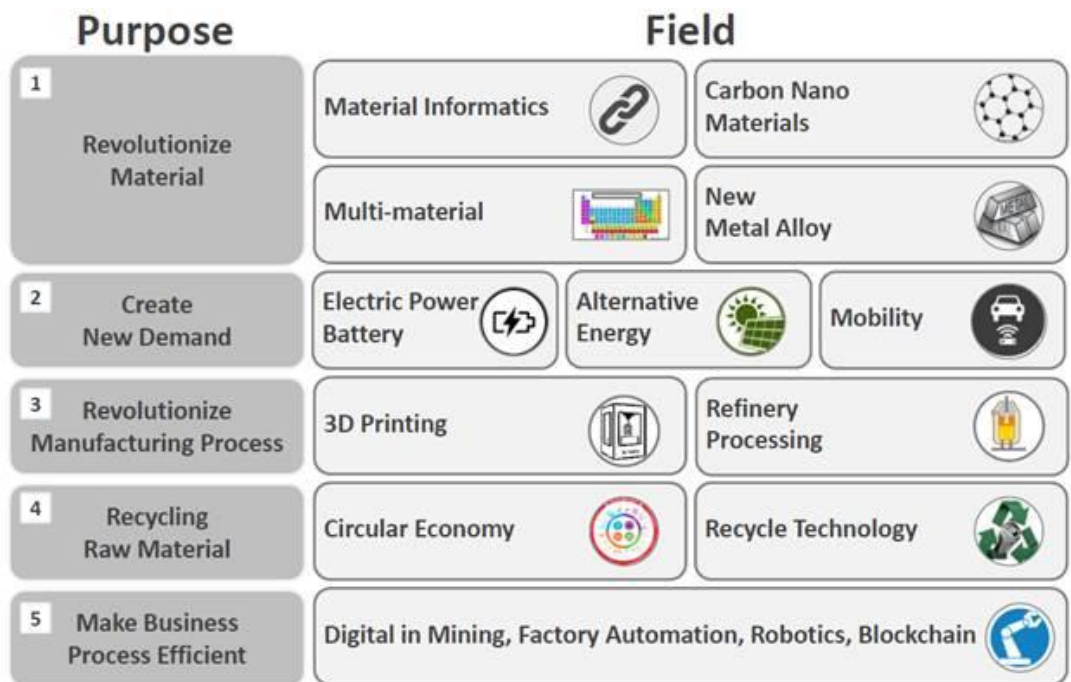 Purpose
Field
1
Revolutionize
Material
Material Informatics
Carbon Nano
Materials
Multi-material
New
Metal Alloy
2
Create
New Demand
Electric Power
Battery
Alternative
Energy
Mobility
3
Revolutionize
Manufacturing Process
3D Printing
Refinery
Processing
4
Recycling
Raw Material
Circular Economy
Recycle Technology
5
Make Business
Process Efficient
Digital in Mining, Factory Automation, Robotics, Blockchain